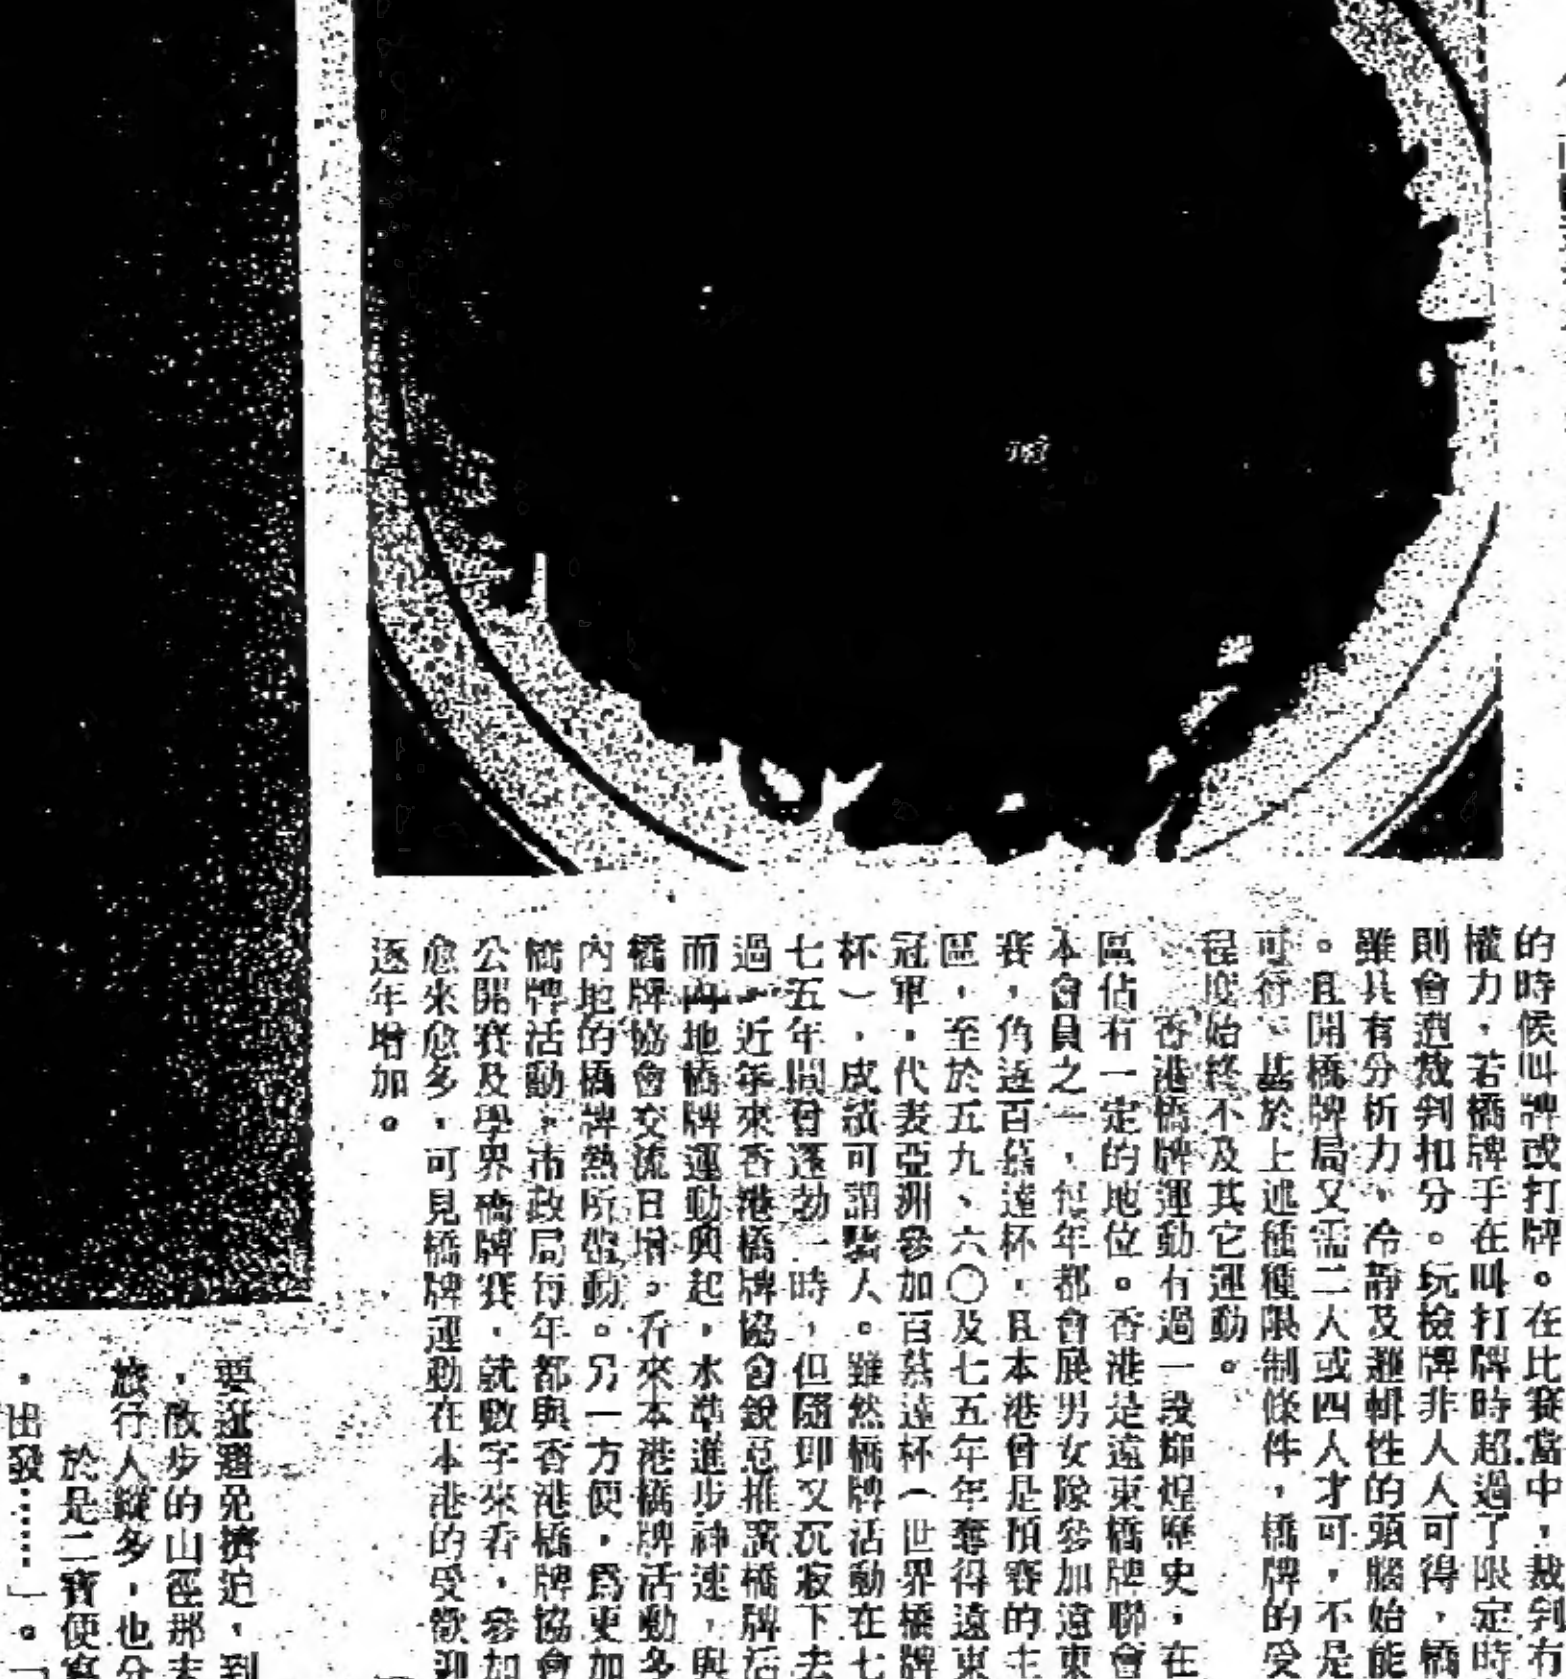 的時候叫牌或打牌。在比賽當中，裁判有
權力，若橋牌手在叫打牌時超過了限定時
則會遭裁判扣分。玩橋牌非人人可得，橋
雖具有分析力、冷靜及邏輯性的頭腦始能
。且開橋牌局又需二人或四人才可，不是
可行、基於上述種種限制條件，橋牌的受
程度始終不及其它運動。
香港橋牌運動有過一段輝煌歷史，在
區佔有一定的地位。香港是遠東橋牌聯會
本會員之一，每年都會展男女隊參加遠東
賽，角逐百慕達杯，且本港曾是預賽的主
區，至於五九、六〇及七五年年奪得遠東
冠軍，代表亞洲參加百慕達杯（世界橋牌
杯），成績可謂驕人。雖然橋牌活動在七
七五年間曾蓬勃一時，但隨即又沉寂下去
過，近年來香港橋牌協會銳意推廣橋牌活
而內地橋牌運動興起，水準進步神速，與
橋牌協會交流日增。看來本港橋牌活動多
內地的橋牌熱所催動。另一方便，為更加
橋牌活動，市政局每年都與香港橋牌協會
公開賽及學界橋牌賽，就數字來看，參加
愈來愈多，可見橋牌運動在本港的受歡迎
逐年增加。
要避免擠迫，到
，散步的山徑那
旅行人縱多，也分
於是二寶便
，出發……」。「